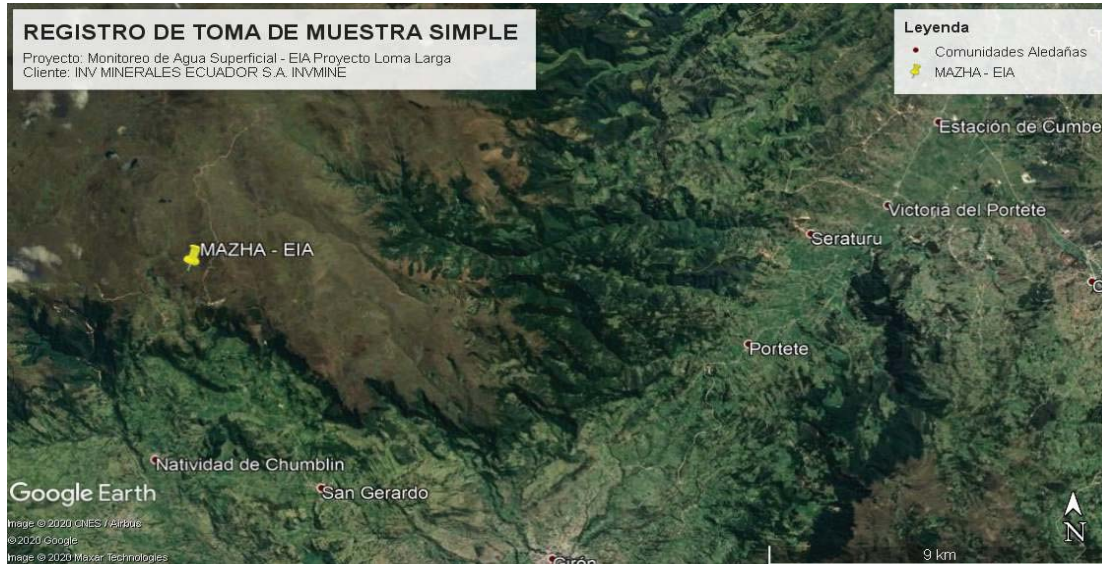 REGISTRO DE TOMA DE MUESTRA SIMPLE
Proyecto: Monitoreo de Agua Superficial - EIA Proyecto Loma Larga
Cliente: INV MINERALES ECUADOR S.A. INVMINE
Leyenda
Comunidades Aledañas
MAZHA - EIA
Estación de Cumbe
Victoria del Portete
Seraturu
MAZHA - EIA
C
Portete
Natividad de Chumblin
San Gerardo
Girón
Google Earth
Image © 2020 CNES / Airbus
© 2020 Google
Image © 2020 Maxar Technologies
N
9 km